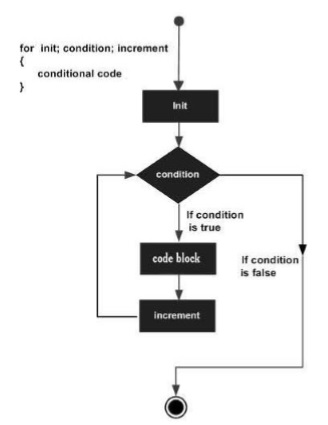 for init; condition; increment
{
conditional code
}
Init
condition
If condition
is true
code block
If condition
is false
increment